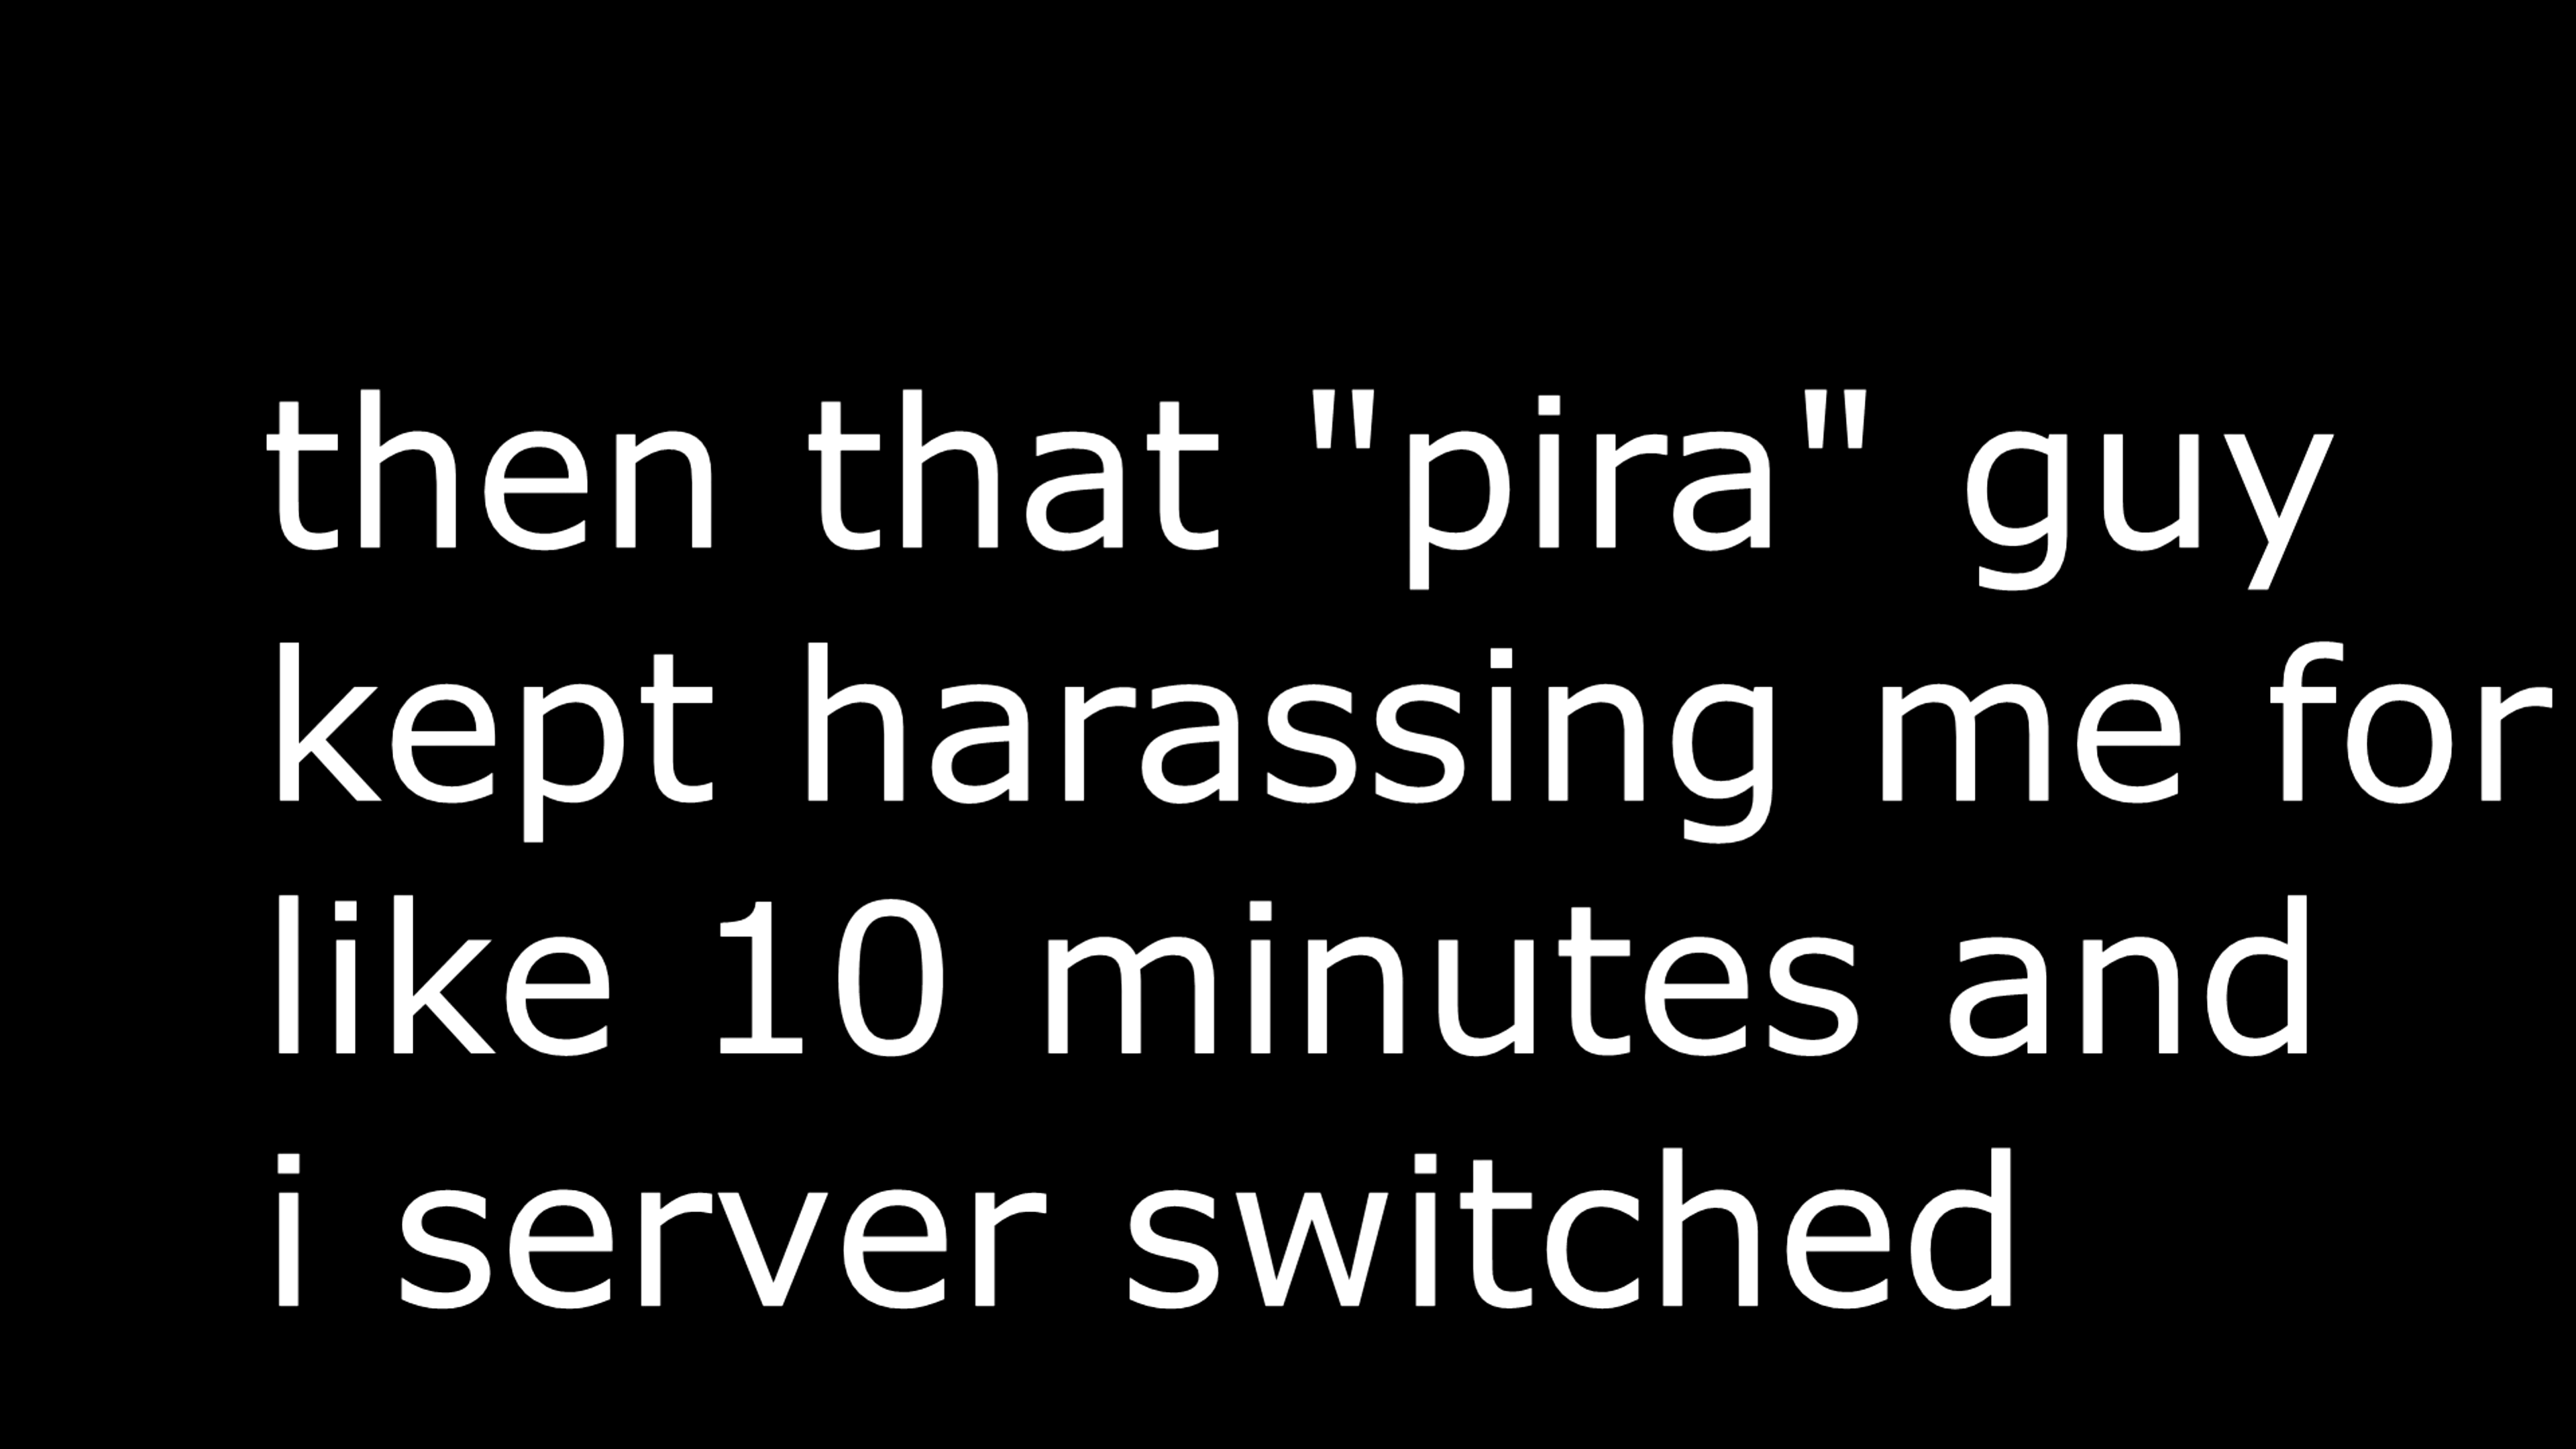 then that "pira" guy
kept harassing me for
like 10 minutes and
i server switched